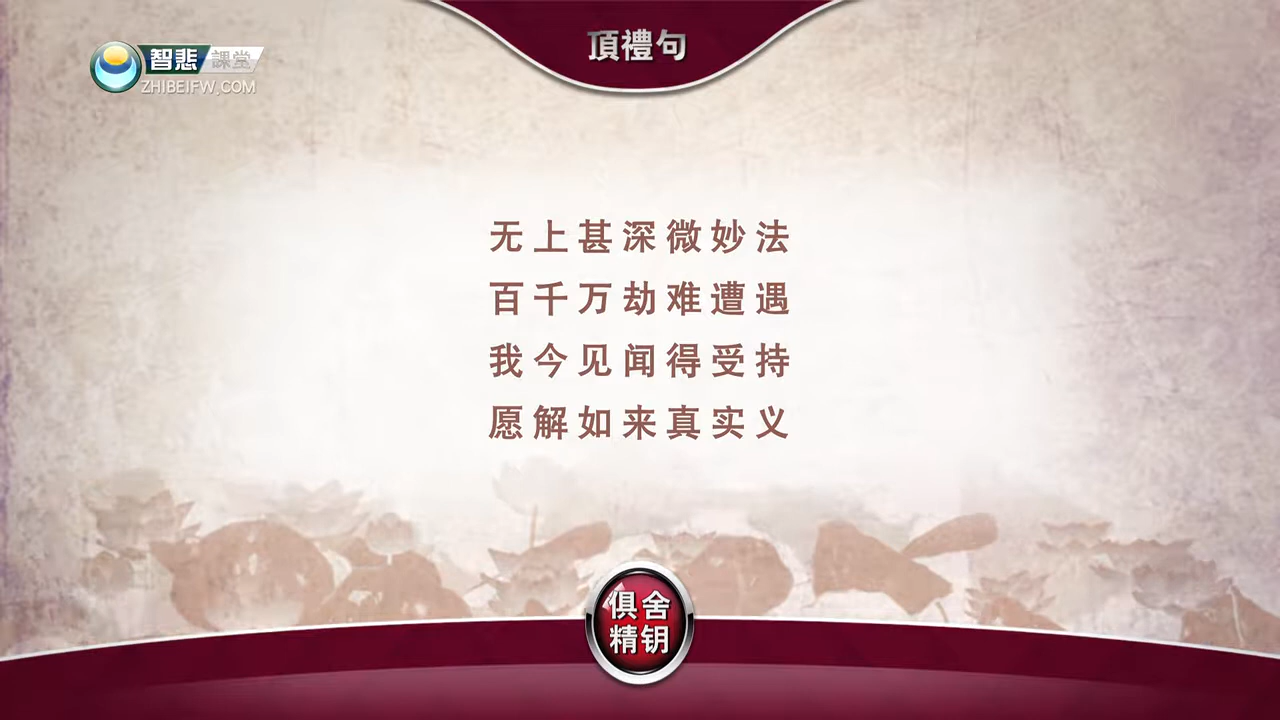 頂禮句
智悲課堂
ZHIBEIFW.COM
无上甚深微妙法
百千万劫难遭遇
我今见闻得受持
愿解如来真实义
俱舍
精钥